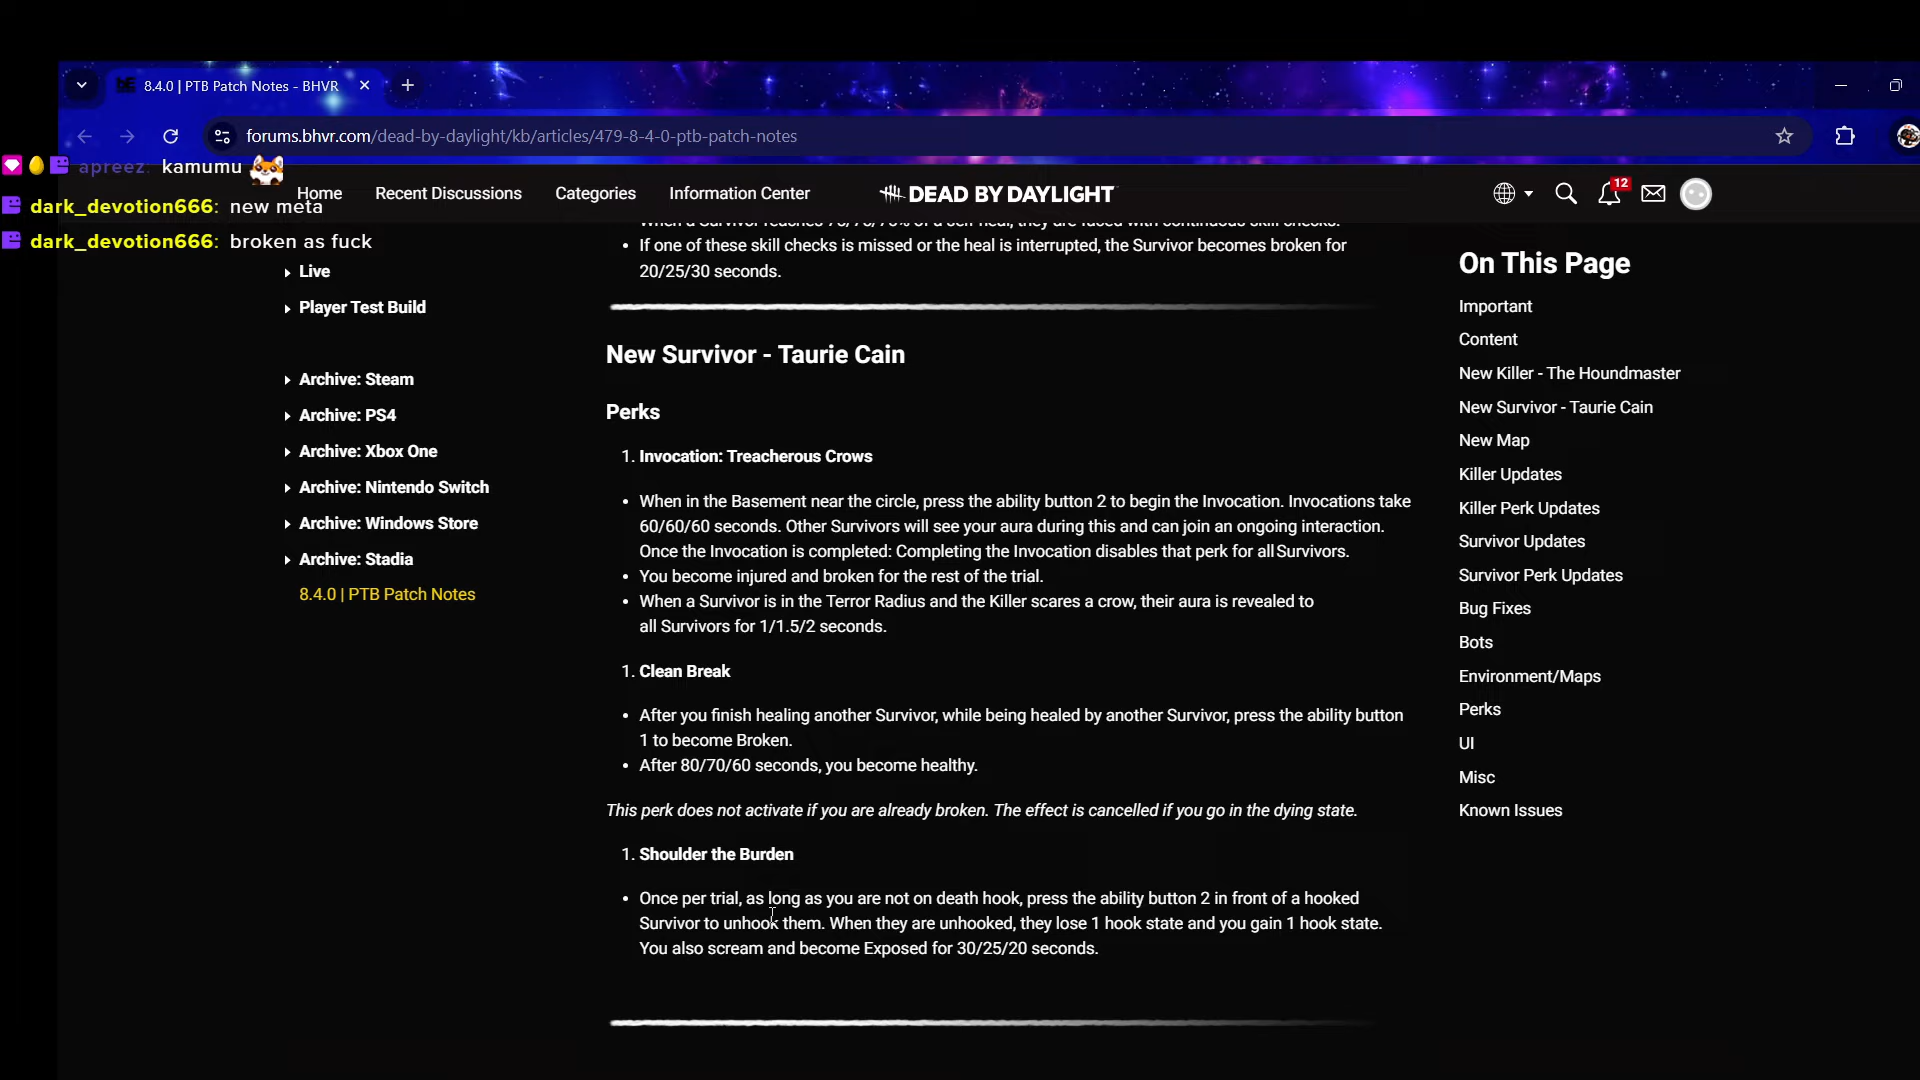 8.4.0 | PTB Patch Notes - BHVR
forums.bhvr.com/dead-by-daylight/kb/articles/479-8-4-0-ptb-patch-notes
apreez: kamumu
dark_devotion666: new meta
dark_devotion666: broken as fuck
Home
Recent Discussions
Categories
Information Center
DEAD BY DAYLIGHT
12
Live
Player Test Build
Archive: Steam
Archive: PS4
Archive: Xbox One
Archive: Nintendo Switch
Archive: Windows Store
Archive: Stadia
8.4.0 | PTB Patch Notes
• If one of these skill checks is missed or the heal is interrupted, the Survivor becomes broken for
20/25/30 seconds.
New Survivor - Taurie Cain
Perks
1. Invocation: Treacherous Crows
• When in the Basement near the circle, press the ability button 2 to begin the Invocation. Invocations take
60/60/60 seconds. Other Survivors will see your aura during this and can join an ongoing interaction.
Once the Invocation is completed: Completing the Invocation disables that perk for all Survivors.
• You become injured and broken for the rest of the trial.
• When a Survivor is in the Terror Radius and the Killer scares a crow, their aura is revealed to
all Survivors for 1/1.5/2 seconds.
1. Clean Break
• After you finish healing another Survivor, while being healed by another Survivor, press the ability button
1 to become Broken.
• After 80/70/60 seconds, you become healthy.
This perk does not activate if you are already broken. The effect is cancelled if you go in the dying state.
1. Shoulder the Burden
• Once per trial, as long as you are not on death hook, press the ability button 2 in front of a hooked
Survivor to unhook them. When they are unhooked, they lose 1 hook state and you gain 1 hook state.
You also scream and become Exposed for 30/25/20 seconds.
On This Page
Important
Content
New Killer - The Houndmaster
New Survivor - Taurie Cain
New Map
Killer Updates
Killer Perk Updates
Survivor Updates
Survivor Perk Updates
Bug Fixes
Bots
Environment/Maps
Perks
UI
Misc
Known Issues